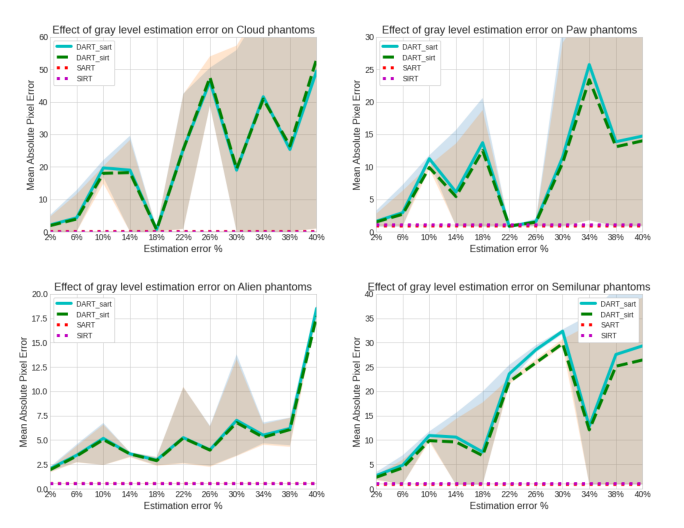 Effect of gray level estimation error on Cloud phantoms
60
50
40
30
20
10
0
Mean Absolute Pixel Error
DART_sart
DART_sirt
SART
SIRT
2% 6% 10% 14% 18% 22% 26% 30% 34% 38% 40%
Estimation error %
Effect of gray level estimation error on Paw phantoms
30
25
20
15
10
5
0
Mean Absolute Pixel Error
DART_sart
DART_sirt
SART
SIRT
2% 6% 10% 14% 18% 22% 26% 30% 34% 38% 40%
Estimation error %
Effect of gray level estimation error on Alien phantoms
20.0
17.5
15.0
12.5
10.0
7.5
5.0
2.5
0.0
Mean Absolute Pixel Error
DART_sart
DART_sirt
SART
SIRT
2% 6% 10% 14% 18% 22% 26% 30% 34% 38% 40%
Estimation error %
Effect of gray level estimation error on Semilunar phantoms
40
35
30
25
20
15
10
5
0
Mean Absolute Pixel Error
DART_sart
DART_sirt
SART
SIRT
2% 6% 10% 14% 18% 22% 26% 30% 34% 38% 40%
Estimation error %